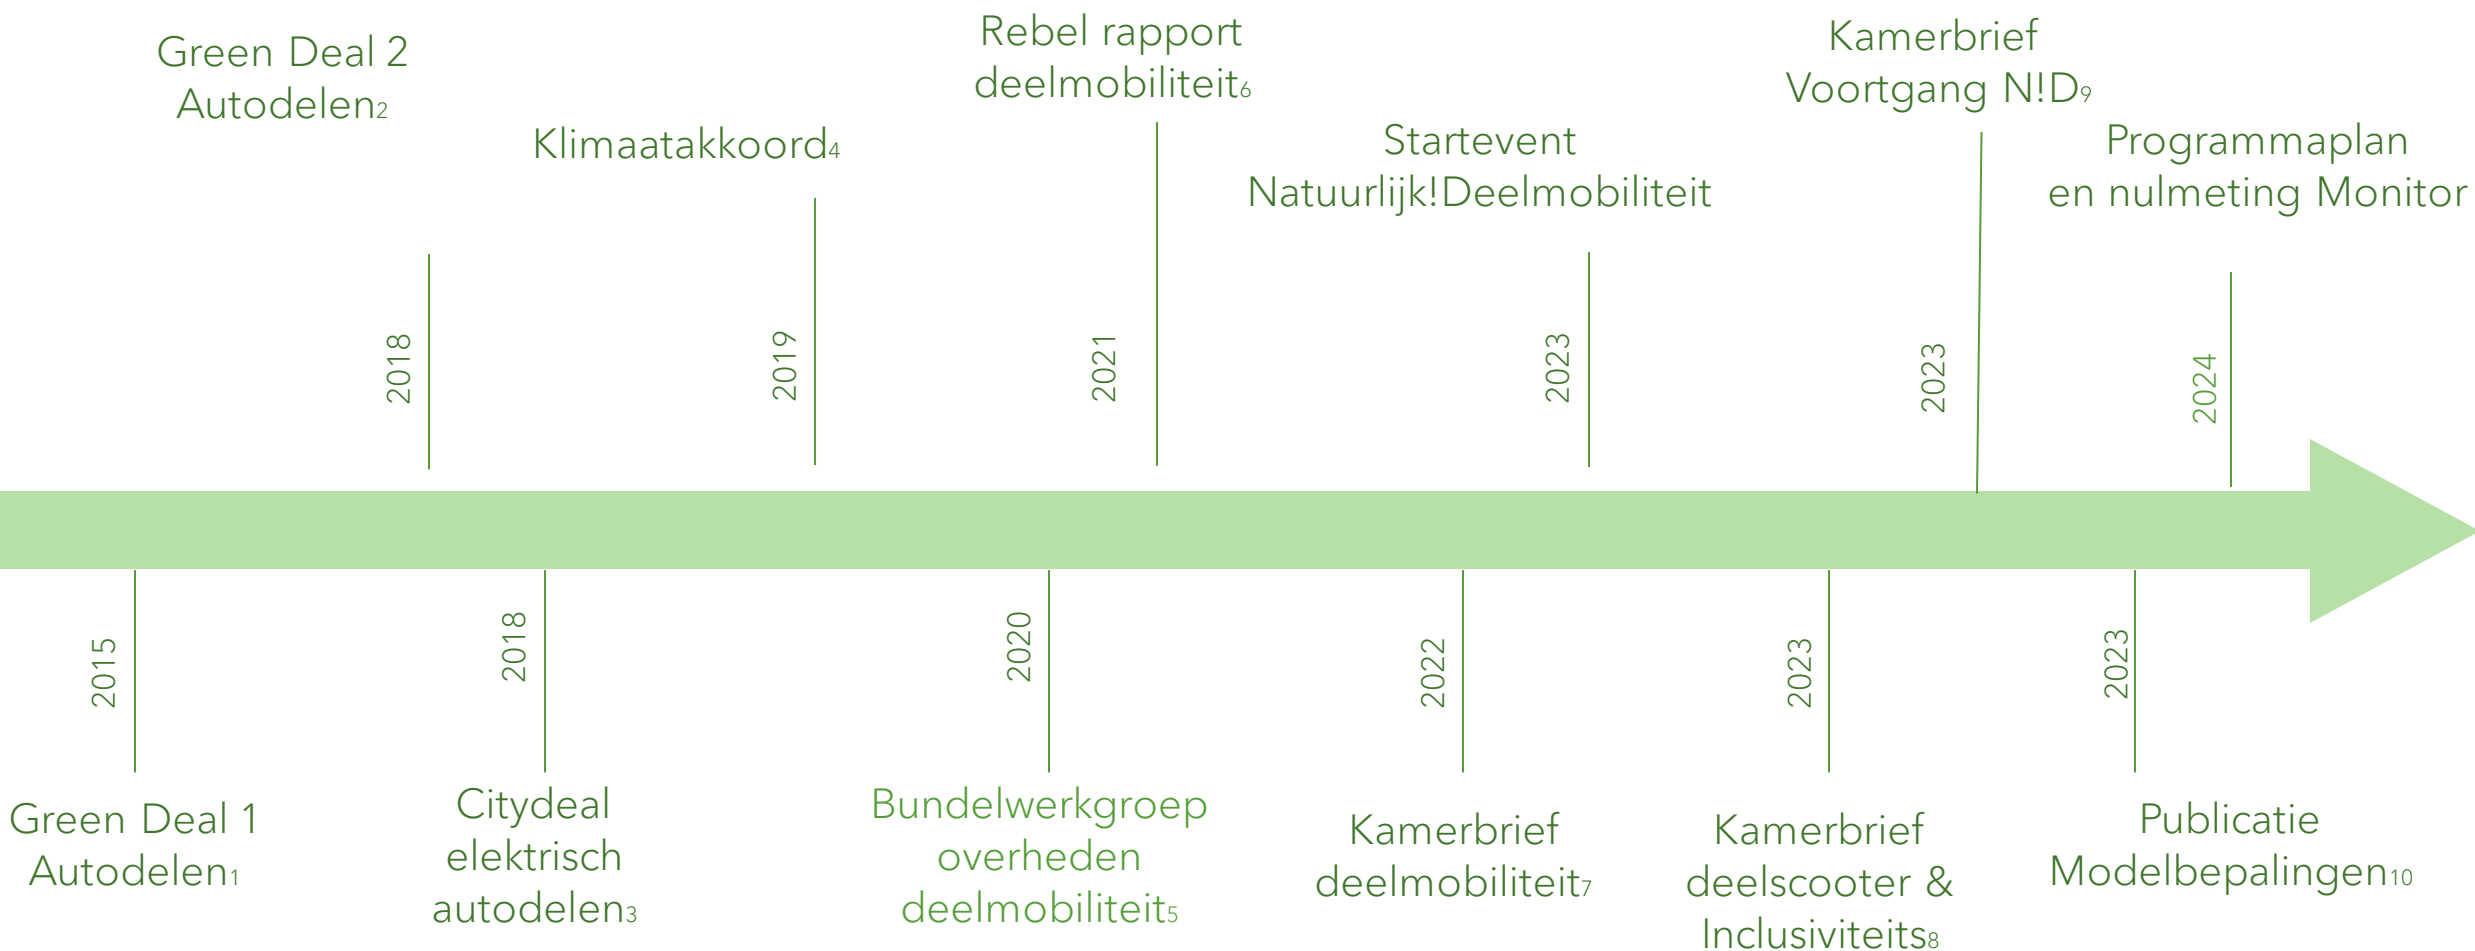 Green Deal 2
Autodelen2
2018
Klimaatakkoord4
2019
Rebel rapport
deelmobiliteit6
2021
Startevent
Natuurlijk!Deelmobiliteit
2023
Kamerbrief
Voortgang N!D9
2023
Programmaplan
en nulmeting Monitor
2024
2015
Green Deal 1
Autodelen1
2018
Citydeal
elektrisch
autodelen3
2020
Bundelwerkgroep
overheden
deelmobiliteit5
2022
Kamerbrief
deelmobiliteit7
2023
Kamerbrief
deelscooter &
Inclusiviteits8
2023
Publicatie
Modelbepalingen10